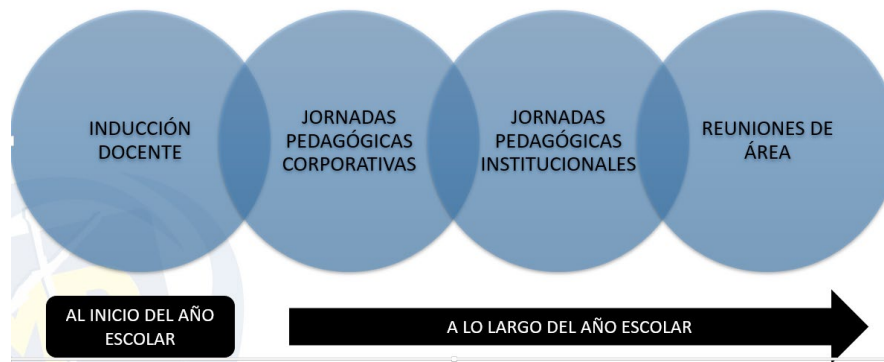 INDUCCIÓN
DOCENTE
JORNADAS
PEDAGÓGICAS
CORPORATIVAS
JORNADAS
PEDAGÓGICAS
INSTITUCIONALES
REUNIONES DE
ÁREA
AL INICIO DEL AÑO
ESCOLAR
A LO LARGO DEL AÑO ESCOLAR